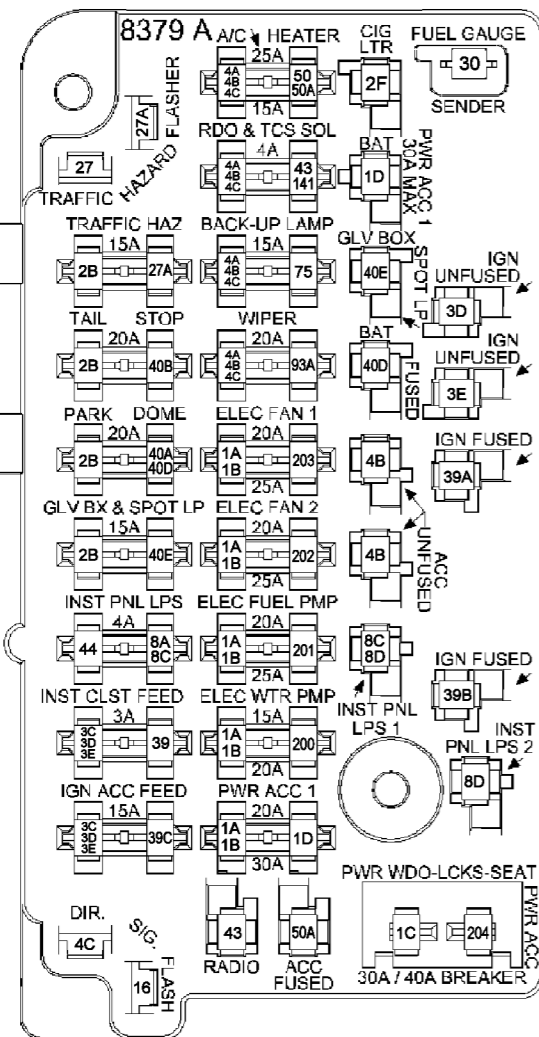 8379 A
A/C HEATER
25A
4A
4B
4C
50
50A
15A
CIG
LTR
2F
FUEL GAUGE
30
SENDER
27A
HAZARD FLASHER
27
TRAFFIC
RDO & TCS SOL
4A
4A
4B
4C
43
141
BAT
1D
PWR ACC 1
30A MAX
TRAFFIC HAZ
15A
2B
27A
BACK-UP LAMP
15A
4A
4B
4C
75
GLV BOX
40E
SPOT LP
IGN
UNFUSED
3D
TAIL STOP
20A
2B
40B
WIPER
20A
4A
4B
4C
93A
BAT
40D
FUSED
IGN
UNFUSED
3E
PARK DOME
20A
2B
40A
40D
ELEC FAN 1
20A
1A
1B
203
25A
4B
IGN FUSED
39A
GLV BX & SPOT LP
15A
2B
40E
ELEC FAN 2
20A
1A
1B
202
25A
4B
ACC
UNFUSED
INST PNL LPS
4A
44
8A
8C
ELEC FUEL PMP
20A
1A
1B
201
25A
8C
8D
INST PNL
LPS 1
IGN FUSED
39B
INST CLST FEED
3A
3C
3D
3E
39
ELEC WTR PMP
15A
1A
1B
200
20A
INST
PNL LPS 2
8D
IGN ACC FEED
15A
3C
3D
3E
39C
PWR ACC 1
20A
1A
1B
1D
30A
DIR.
4C
SIG.
FLASH
16
43
RADIO
50A
ACC
FUSED
PWR WDO-LCKS-SEAT
1C
204
PWR ACC
30A / 40A BREAKER